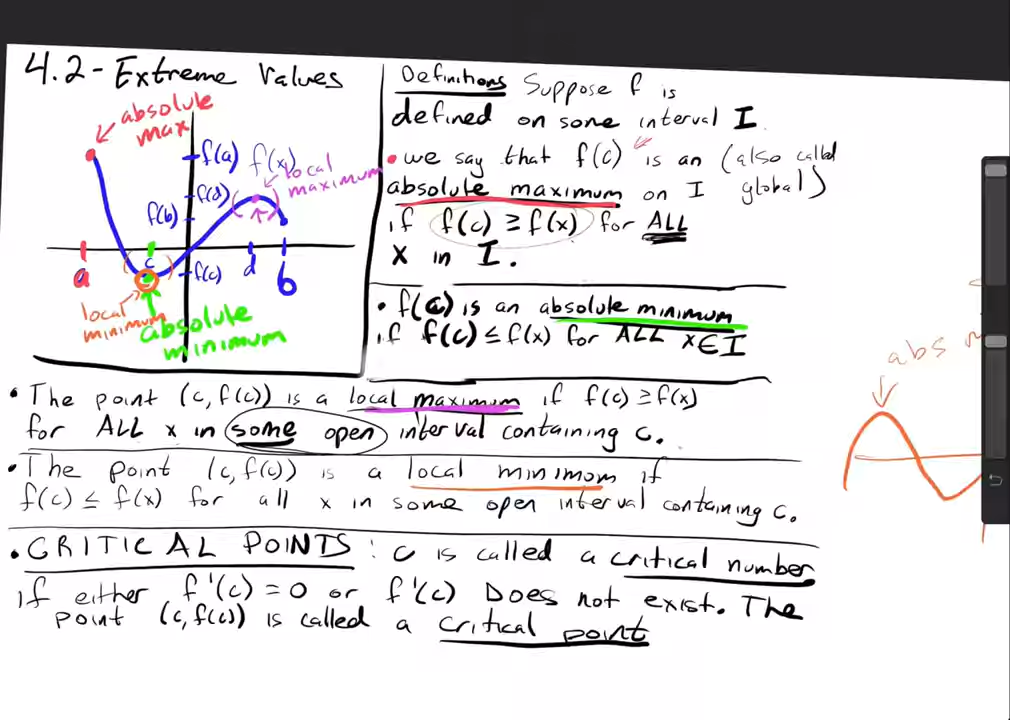 4.2 - Extreme Values
absolute
max
f(a)
f(x)
local
maximum
f(d)
f(b)
a
c
f(c)
d
b
local
minimum
absolute
minimum
Definitions Suppose f is
defined on some interval I.
• we say that f(c) is an (also called
absolute maximum on I global)
if f(c) ≥ f(x) for ALL
x in I.
• f(c) is an absolute minimum
if f(c) ≤ f(x) for ALL x∈I
• The point (c, f(c)) is a local maximum if f(c) ≥ f(x)
for ALL x in some open interval containing c.
• The point (c, f(c)) is a local minimom if
f(c) ≤ f(x) for all x in some open interval containing c.
• CRITICAL POINTS: c is called a critical number
if either f'(c) = 0 or f'(c) Does not exist. The
point (c, f(c)) is called a critical point
abs